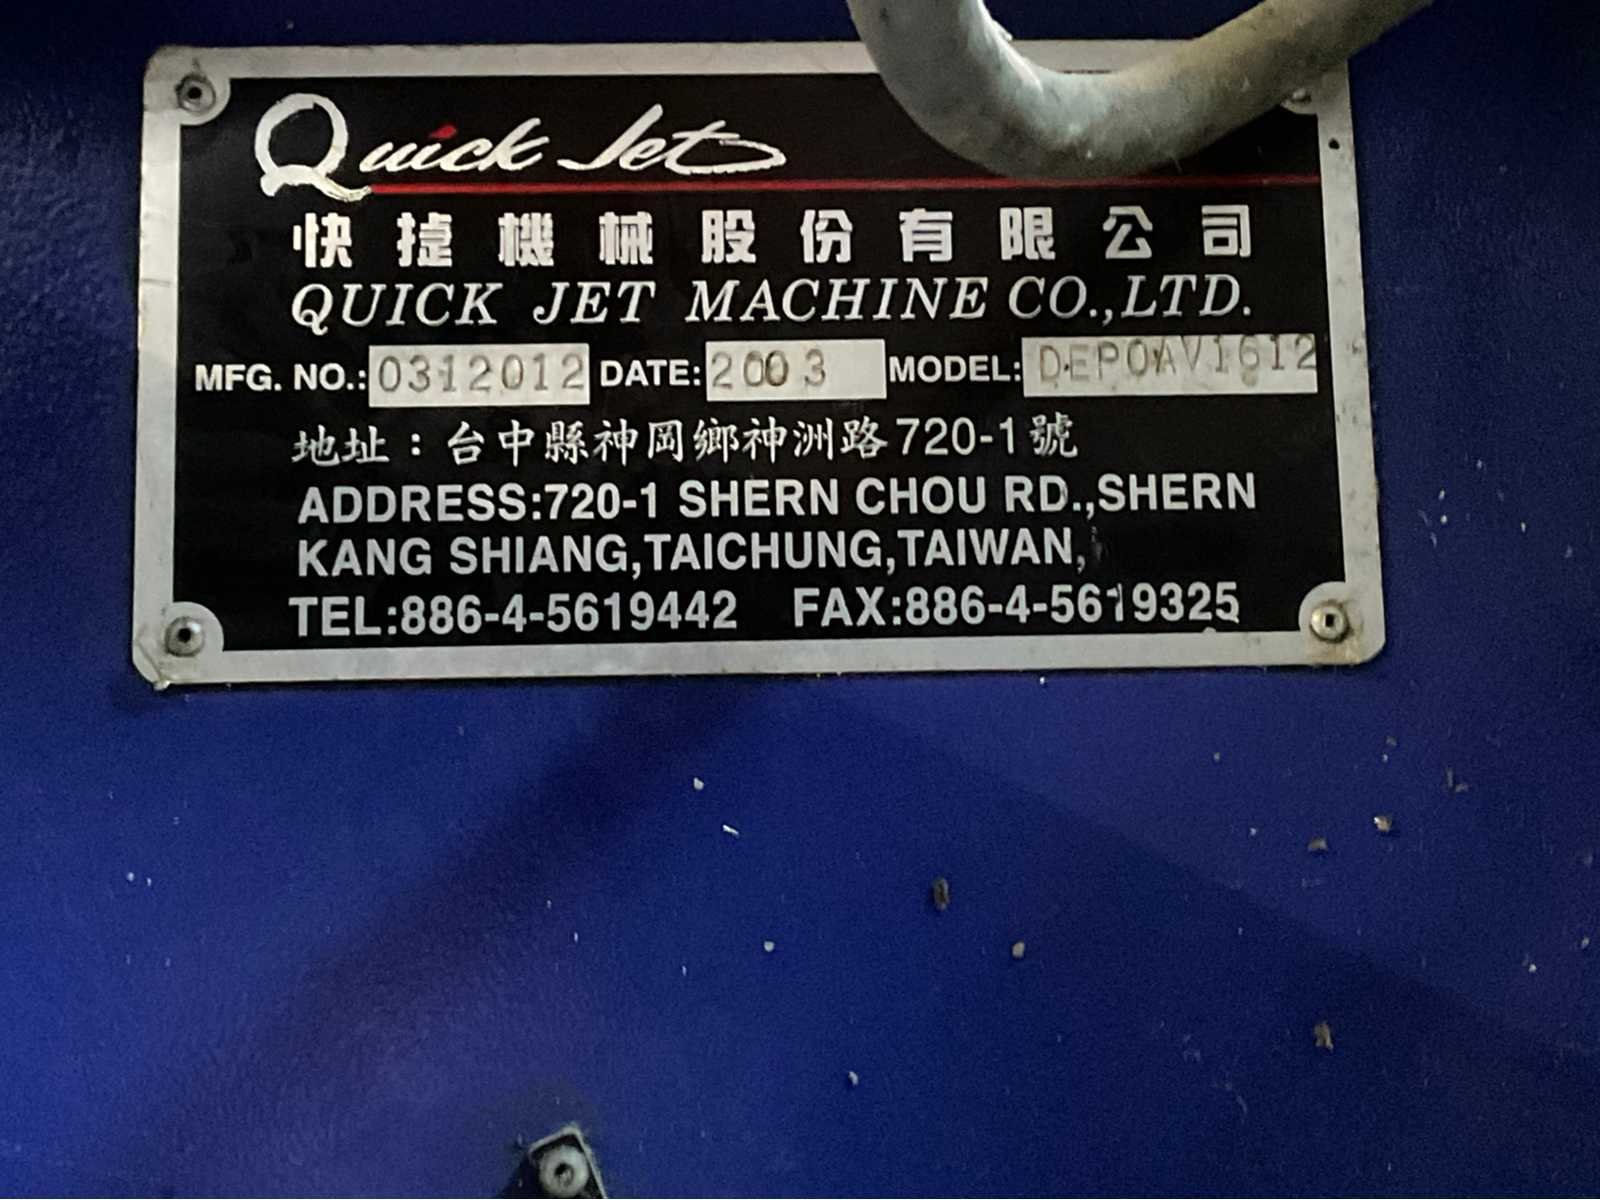 Quick Jet
快捷機械股份有限公司
QUICK JET MACHINE CO.,LTD.
MFG. NO.: 0312012 DATE: 2003 MODEL: DEPOAV1612
地址：台中縣神岡鄉神洲路720-1號
ADDRESS:720-1 SHERN CHOU RD.,SHERN
KANG SHIANG,TAICHUNG,TAIWAN,
TEL:886-4-5619442 FAX:886-4-5619325